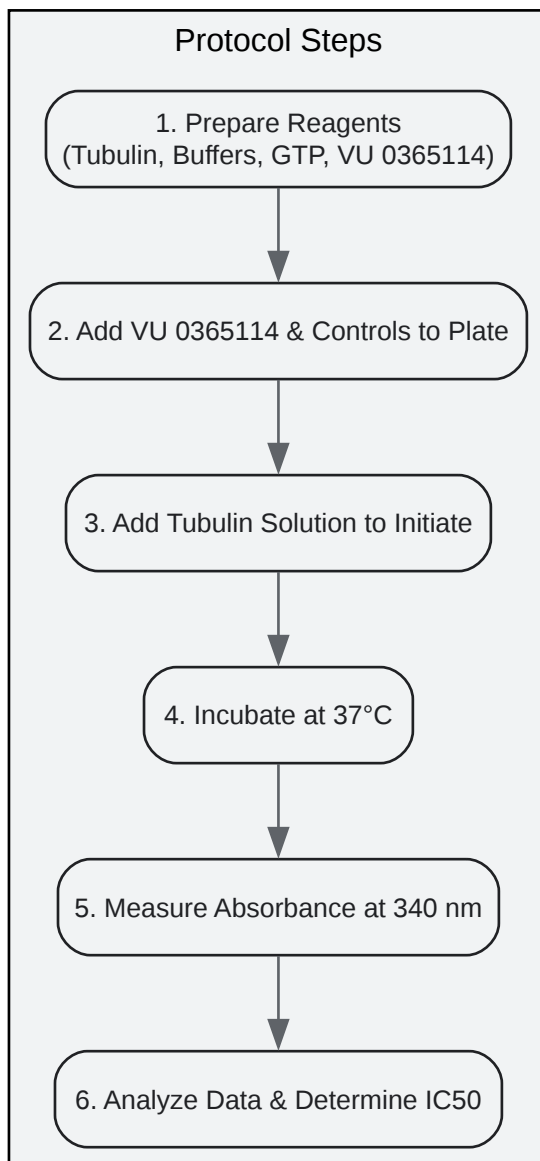 Protocol Steps
1. Prepare Reagents
(Tubulin, Buffers, GTP, VU 0365114)
2. Add VU 0365114 & Controls to Plate
3. Add Tubulin Solution to Initiate
4. Incubate at 37°C
5. Measure Absorbance at 340 nm
6. Analyze Data & Determine IC50